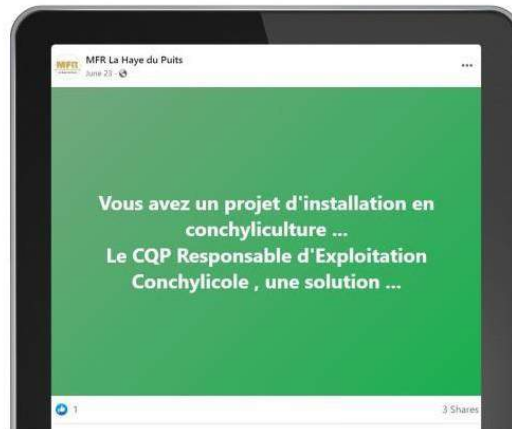 MFR
MFR La Haye du Puits
June 23
Vous avez un projet d'installation en
conchyliculture ...
Le CQP Responsable d'Exploitation
Conchylicole , une solution ...
1
3 Shares